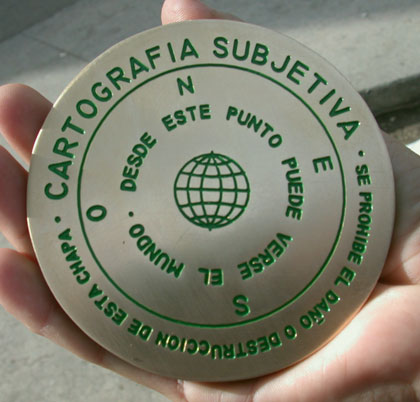 CARTOGRAFIA SUBJETIVA
· SE PROHIBE EL DAÑO O DESTRUCCION DE ESTA CHAPA ·
N
E
S
O
DESDE ESTE PUNTO PUEDE VERSE EL MUNDO ·